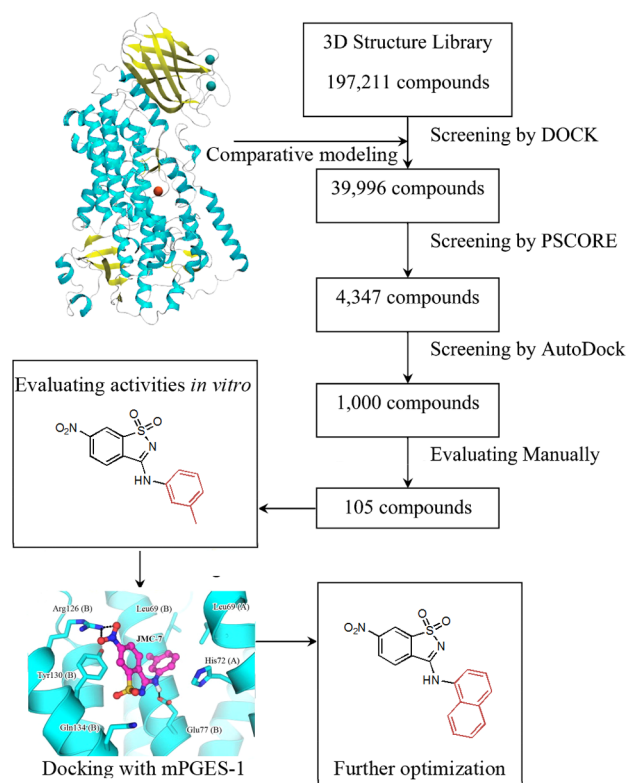 3D Structure Library
197,211 compounds
Screening by DOCK
Comparative modeling
39,996 compounds
Screening by PSCORE
4,347 compounds
Screening by AutoDock
1,000 compounds
Evaluating Manually
105 compounds
Evaluating activities in vitro
O
O
S
O₂N
N
HN
Arg126 (B)
Leu69 (B)
Leu69 (A)
JMC-7
Tyr130 (B)
His72 (A)
Gln134 (B)
Glu77 (B)
Docking with mPGES-1
O
O
S
O₂N
N
HN
Further optimization